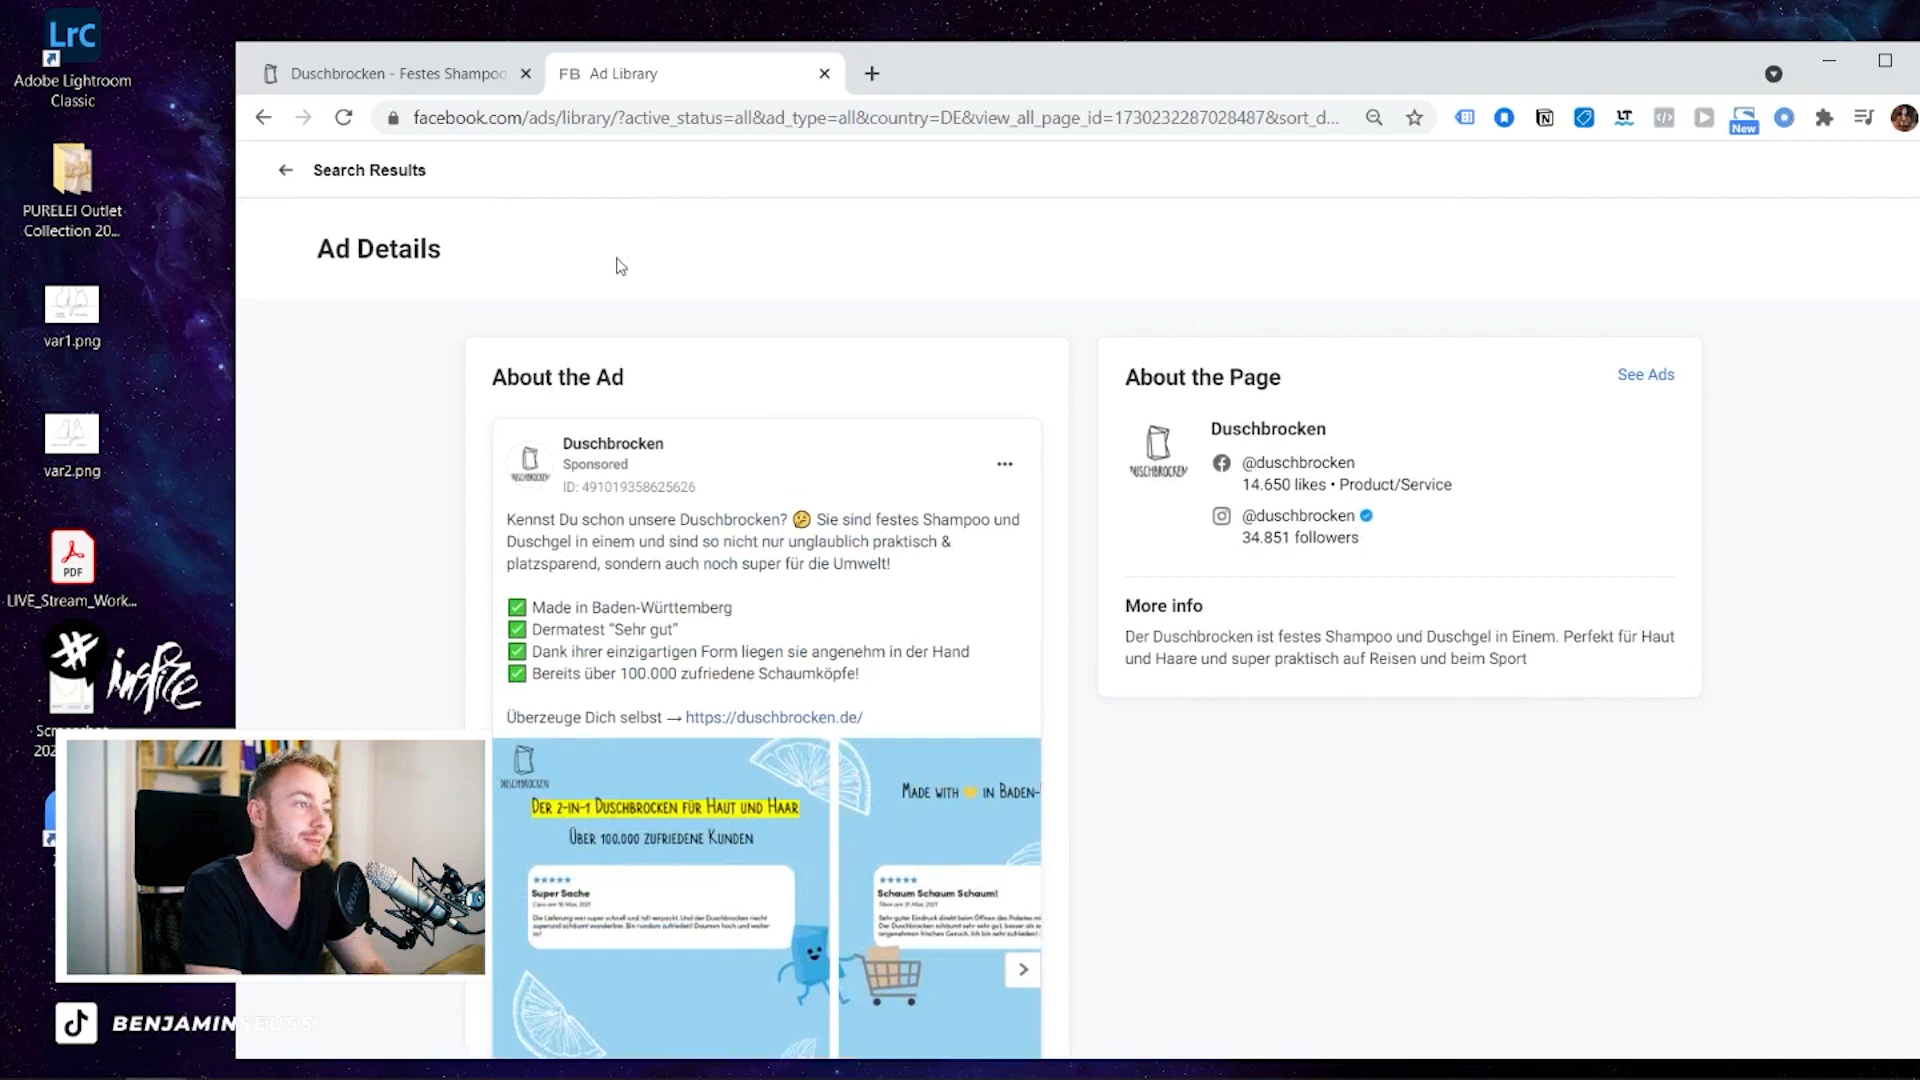 LrC
Adobe Lightroom
Classic
PURELEI Outlet
Collection 20...
var1.png
var2.png
PDF
LIVE_Stream_Work...
#inspire
BENJAMINSEUSS
Duschbrocken - Festes Shampoo
FB Ad Library
facebook.com/ads/library/?active_status=all&ad_type=all&country=DE&view_all_page_id=1730232287028487&sort_d...
LT
New
Search Results
Ad Details
About the Ad
Duschbrocken
Sponsored
ID: 491019358625626
Kennst Du schon unsere Duschbrocken? 🤔 Sie sind festes Shampoo und
Duschgel in einem und sind so nicht nur unglaublich praktisch &
platzsparend, sondern auch noch super für die Umwelt!
✅ Made in Baden-Württemberg
✅ Dermatest "Sehr gut"
✅ Dank ihrer einzigartigen Form liegen sie angenehm in der Hand
✅ Bereits über 100.000 zufriedene Schaumköpfe!
Überzeuge Dich selbst → https://duschbrocken.de/
DUSCHBROCKEN
DER 2-IN-1 DUSCHBROCKEN FÜR HAUT UND HAAR
ÜBER 100.000 ZUFRIEDENE KUNDEN
Super Sache
MADE WITH IN BADEN-
Schaum Schaum Schaum!
About the Page
See Ads
Duschbrocken
@duschbrocken
14.650 likes • Product/Service
@duschbrocken
34.851 followers
More info
Der Duschbrocken ist festes Shampoo und Duschgel in Einem. Perfekt für Haut
und Haare und super praktisch auf Reisen und beim Sport